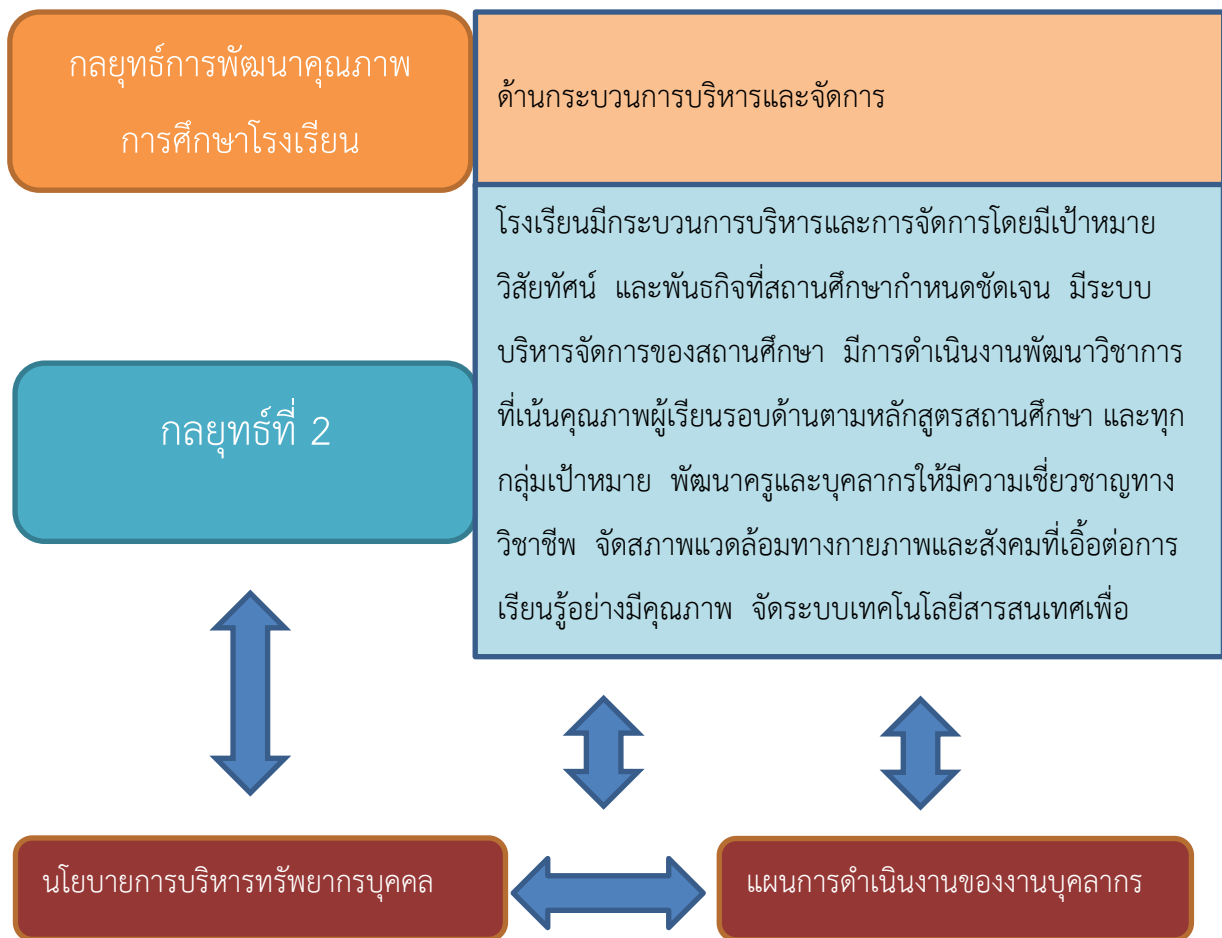 กลยุทธ์การพัฒนาคุณภาพ
การศึกษาโรงเรียน
ด้านกระบวนการบริหารและจัดการ
กลยุทธ์ที่ 2
โรงเรียนมีกระบวนการบริหารและการจัดการโดยมีเป้าหมาย
วิสัยทัศน์ และพันธกิจที่สถานศึกษากำหนดชัดเจน มีระบบ
บริหารจัดการของสถานศึกษา มีการดำเนินงานพัฒนาวิชาการ
ที่เน้นคุณภาพผู้เรียนรอบด้านตามหลักสูตรสถานศึกษา และทุก
กลุ่มเป้าหมาย พัฒนาครูและบุคลากรให้มีความเชี่ยวชาญทาง
วิชาชีพ จัดสภาพแวดล้อมทางกายภาพและสังคมที่เอิ้อต่อการ
เรียนรู้อย่างมีคุณภาพ จัดระบบเทคโนโลยีสารสนเทศเพื่อ
นโยบายการบริหารทรัพยากรบุคคล
แผนการดำเนินงานของงานบุคลากร